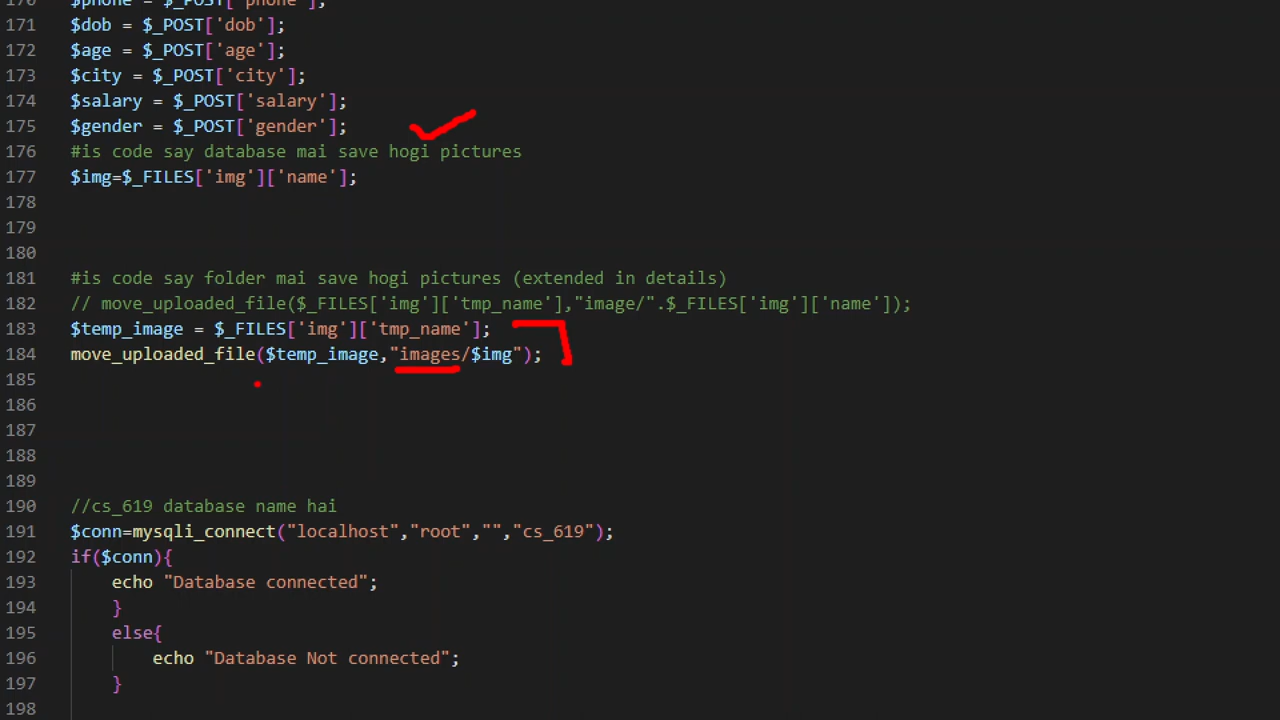 170 $phone = $_POST['phone'];
171 $dob = $_POST['dob'];
172 $age = $_POST['age'];
173 $city = $_POST['city'];
174 $salary = $_POST['salary'];
175 $gender = $_POST['gender'];
176 #is code say database mai save hogi pictures
177 $img=$_FILES['img']['name'];
178
179
180
181 #is code say folder mai save hogi pictures (extended in details)
182 // move_uploaded_file($_FILES['img']['tmp_name'],"image/".$_FILES['img']['name']);
183 $temp_image = $_FILES['img']['tmp_name'];
184 move_uploaded_file($temp_image,"images/$img");
185
186
187
188
189
190 //cs_619 database name hai
191 $conn=mysqli_connect("localhost","root","","cs_619");
192 if($conn){
193 echo "Database connected";
194 }
195 else{
196 echo "Database Not connected";
197 }
198